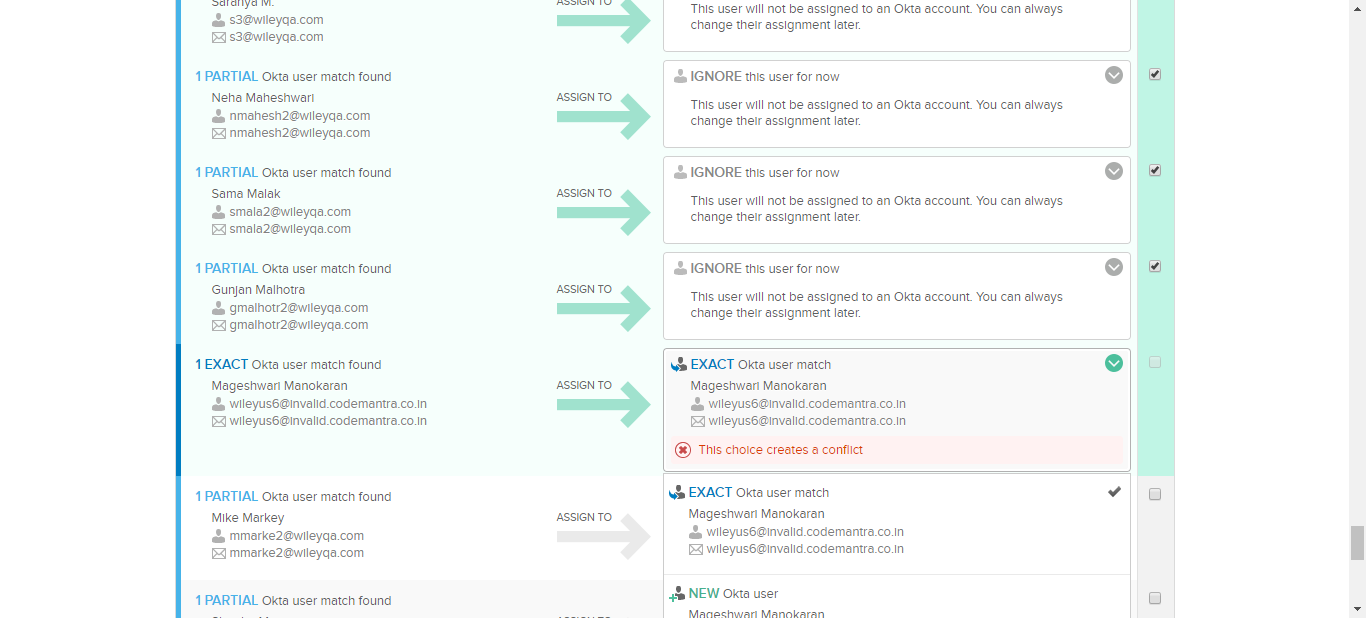 Saranya M.
s3@wileyqa.com
s3@wileyqa.com
ASSIGN TO
This user will not be assigned to an Okta account. You can always
change their assignment later.
1 PARTIAL Okta user match found
Neha Maheshwari
nmahesh2@wileyqa.com
nmahesh2@wileyqa.com
ASSIGN TO
IGNORE this user for now
This user will not be assigned to an Okta account. You can always
change their assignment later.
1 PARTIAL Okta user match found
Sama Malak
smala2@wileyqa.com
smala2@wileyqa.com
ASSIGN TO
IGNORE this user for now
This user will not be assigned to an Okta account. You can always
change their assignment later.
1 PARTIAL Okta user match found
Gunjan Malhotra
gmalhotr2@wileyqa.com
gmalhotr2@wileyqa.com
ASSIGN TO
IGNORE this user for now
This user will not be assigned to an Okta account. You can always
change their assignment later.
1 EXACT Okta user match found
Mageshwari Manokaran
wileyus6@invalid.codemantra.co.in
wileyus6@invalid.codemantra.co.in
ASSIGN TO
EXACT Okta user match
Mageshwari Manokaran
wileyus6@invalid.codemantra.co.in
wileyus6@invalid.codemantra.co.in
This choice creates a conflict
1 PARTIAL Okta user match found
Mike Markey
mmarke2@wileyqa.com
mmarke2@wileyqa.com
ASSIGN TO
EXACT Okta user match
Mageshwari Manokaran
wileyus6@invalid.codemantra.co.in
wileyus6@invalid.codemantra.co.in
1 PARTIAL Okta user match found
ASSIGN TO
NEW Okta user
Mageshwari Manokaran